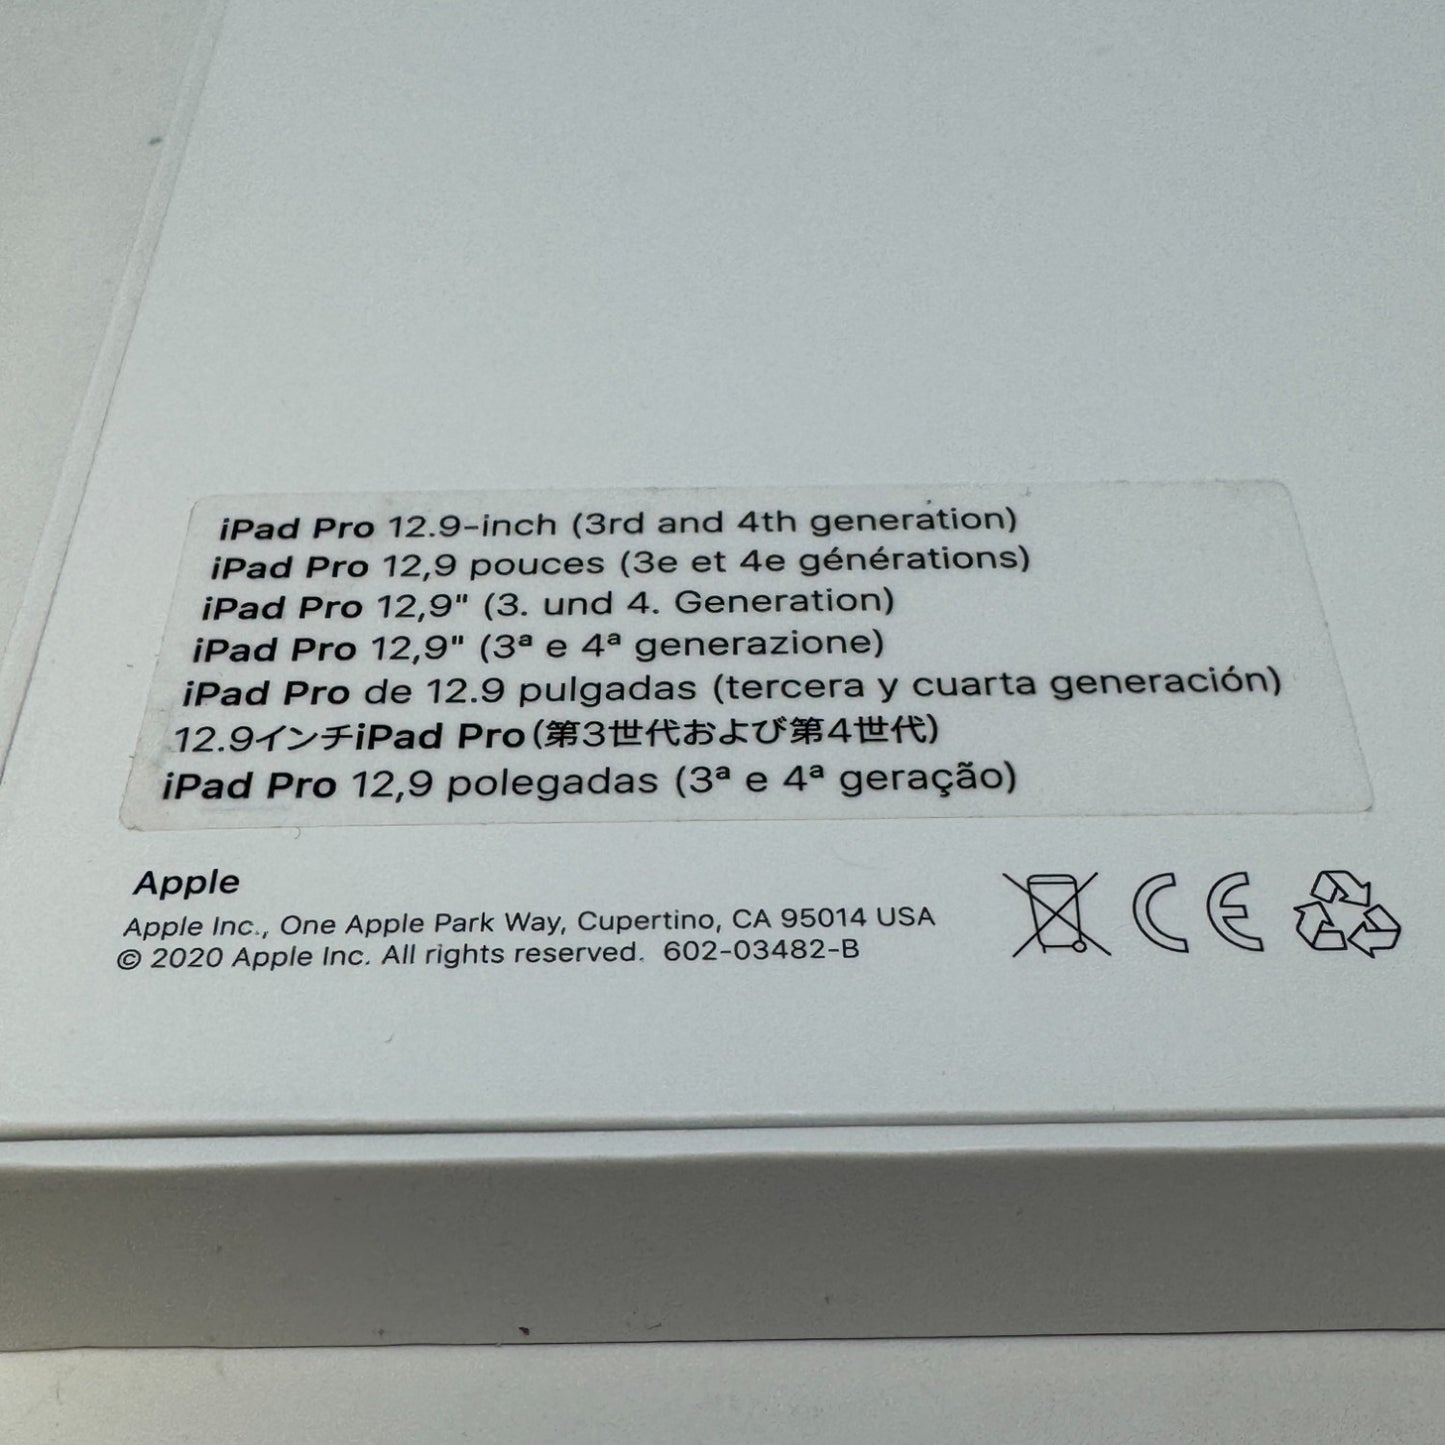 iPad Pro 12.9-inch (3rd and 4th generation)
iPad Pro 12,9 pouces (3e et 4e générations)
iPad Pro 12,9" (3. und 4. Generation)
iPad Pro 12,9" (3ª e 4ª generazione)
iPad Pro de 12.9 pulgadas (tercera y cuarta generación)
12.9インチiPad Pro(第3世代および第4世代)
iPad Pro 12,9 polegadas (3ª e 4ª geração)
Apple
Apple Inc., One Apple Park Way, Cupertino, CA 95014 USA
© 2020 Apple Inc. All rights reserved. 602-03482-B
CE